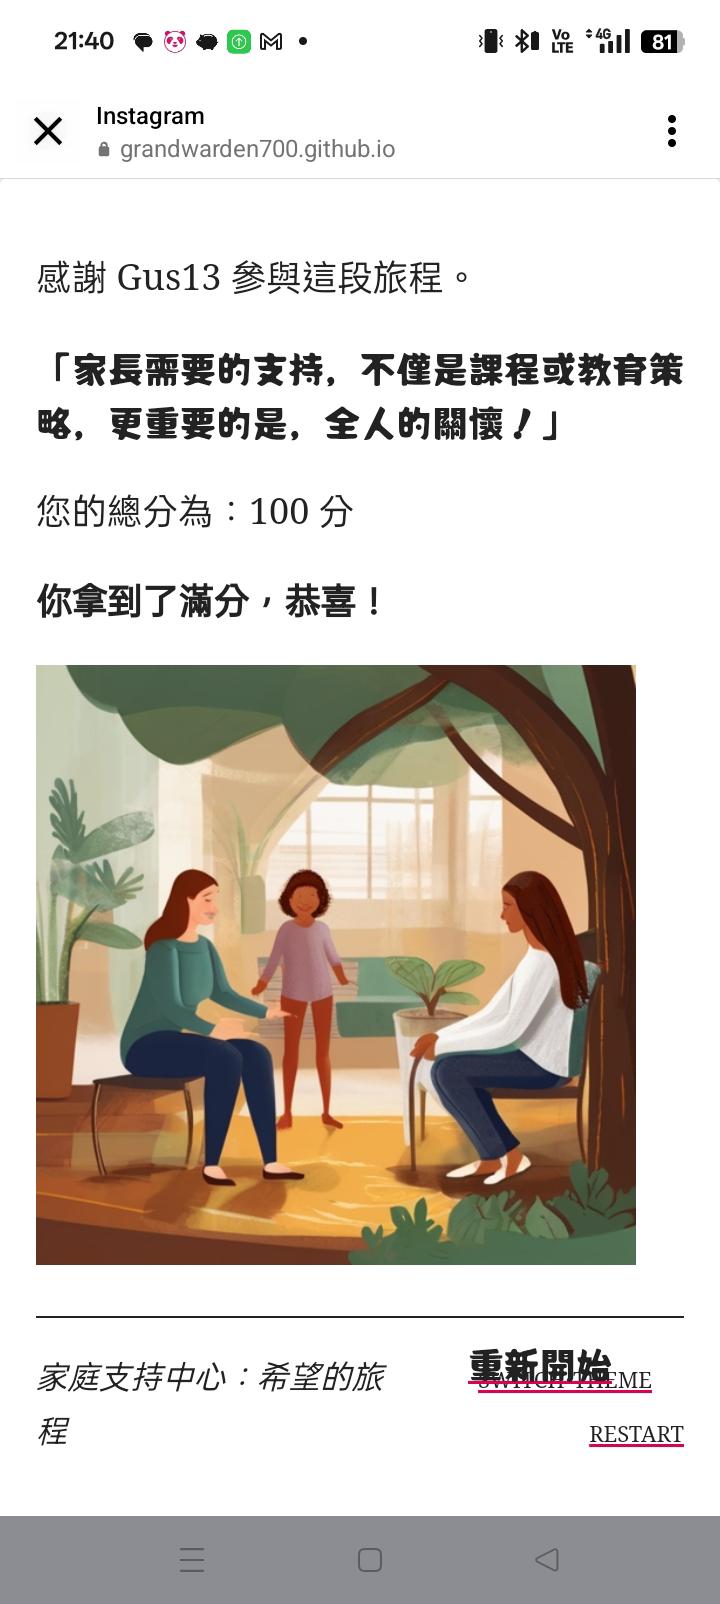 21:40
Vo
LTE
4G
81
Instagram
grandwarden700.github.io
感謝 Gus13 參與這段旅程。
「家長需要的支持，不僅是課程或教育策
略，更重要的是，全人的關懷！」
您的總分為：100 分
你拿到了滿分，恭喜！
家庭支持中心：希望的旅
程
重新開始
SWITCH THEME
RESTART